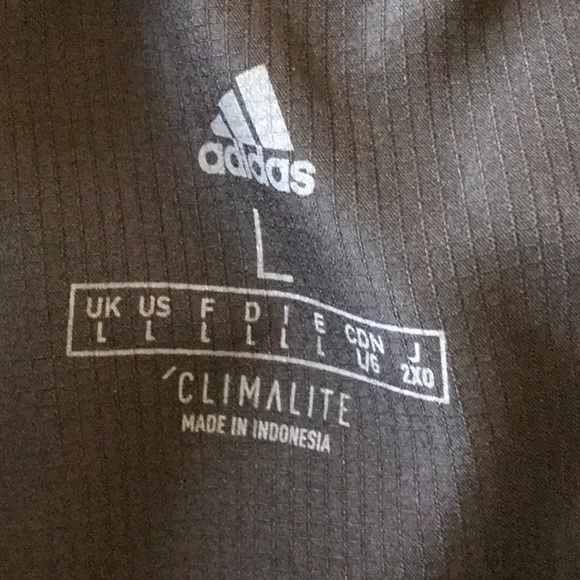 adidas
L
UK US F D I E CDN J
L L L L L L L/G 2XO
'CLIMALITE
MADE IN INDONESIA